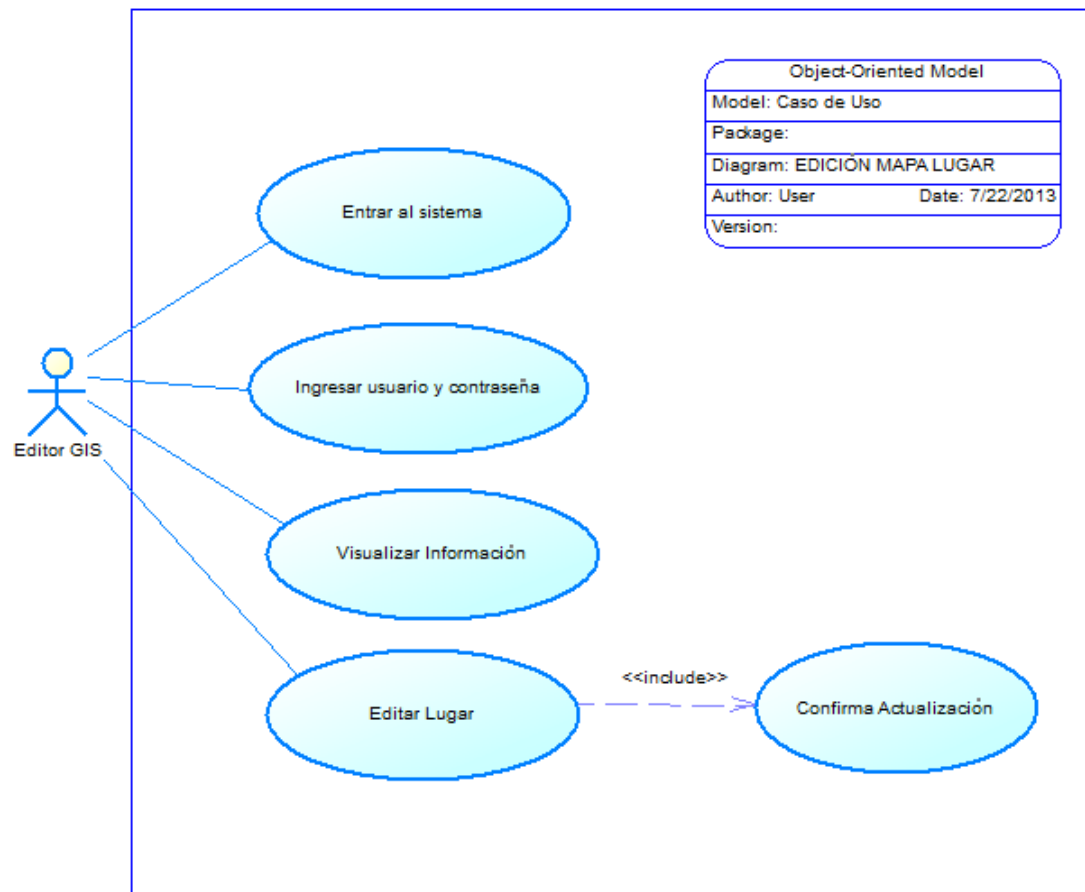 Object-Oriented Model
Model: Caso de Uso
Package:
Diagram: EDICIÓN MAPA LUGAR
Author: User Date: 7/22/2013
Version:
Entrar al sistema
Ingresar usuario y contraseña
Editor GIS
Visualizar Información
<<include>>
Editar Lugar
Confirma Actualización